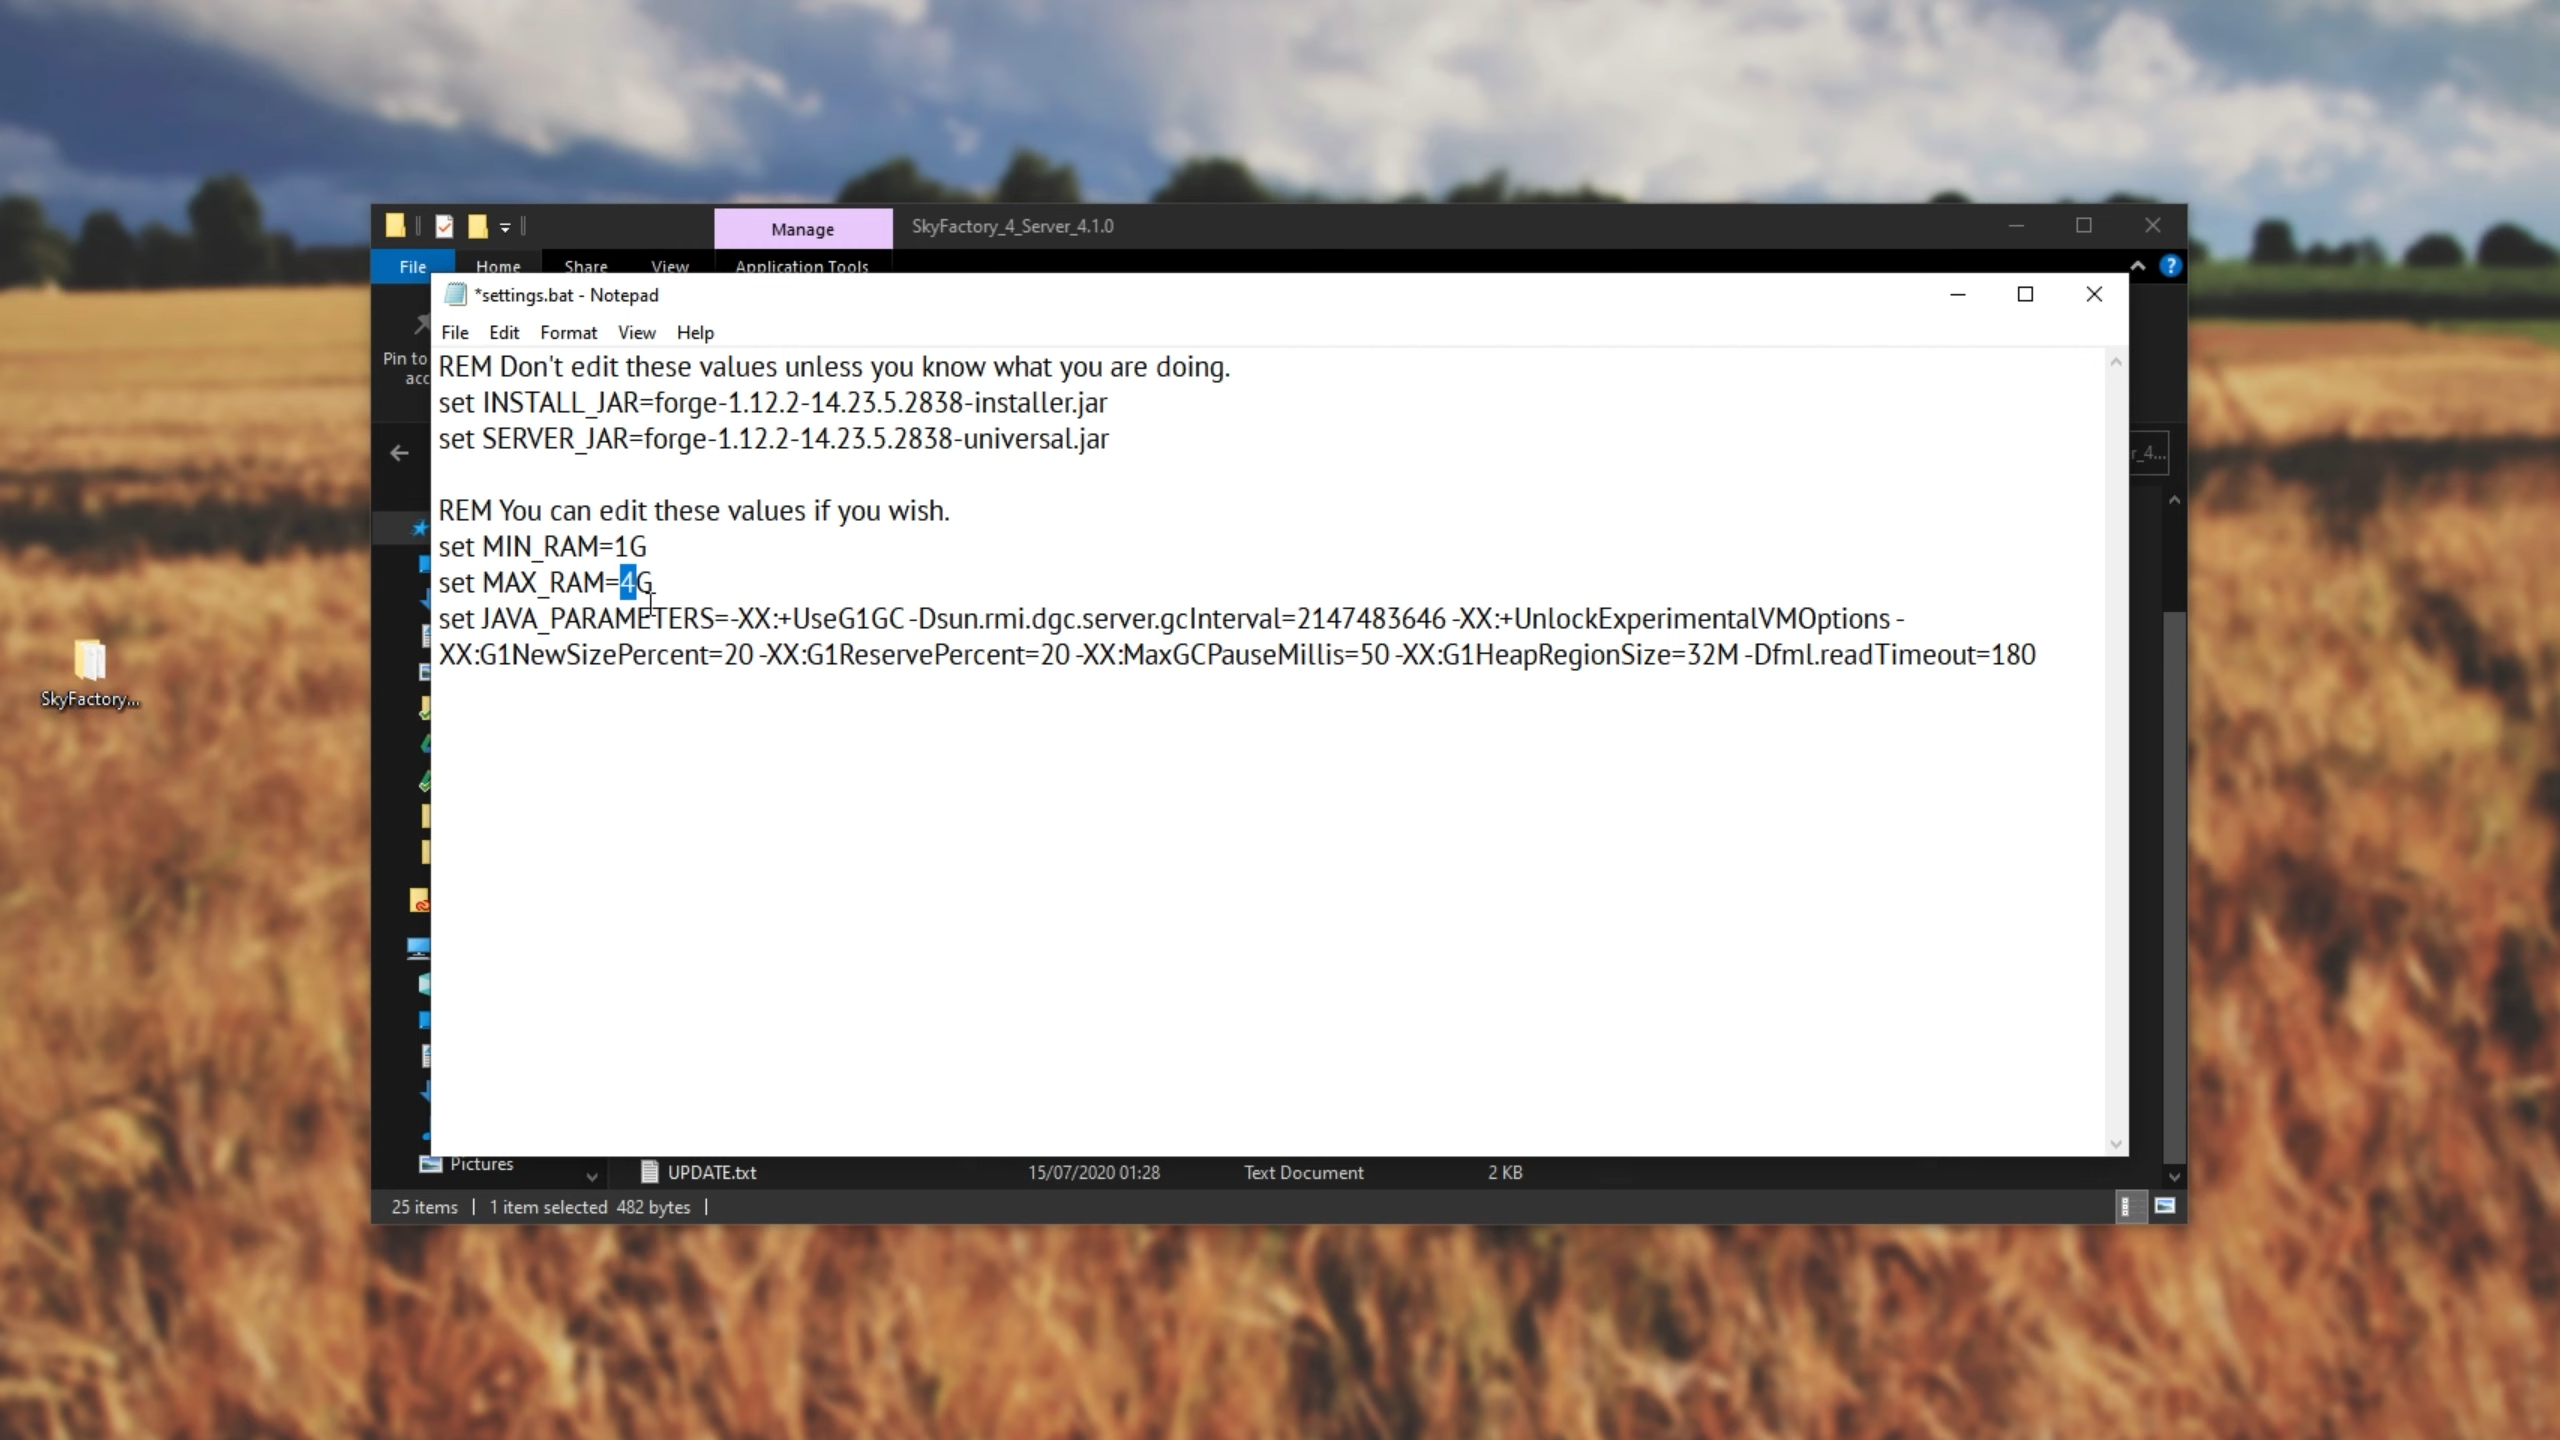 Manage
SkyFactory_4_Server_4.1.0
File
Home
Share
View
Application Tools
?
*settings.bat - Notepad
File Edit Format View Help
Pin to
acc
REM Don't edit these values unless you know what you are doing.
set INSTALL_JAR=forge-1.12.2-14.23.5.2838-installer.jar
set SERVER_JAR=forge-1.12.2-14.23.5.2838-universal.jar
r_4...
REM You can edit these values if you wish.
set MIN_RAM=1G
set MAX_RAM=4G
set JAVA_PARAMETERS=-XX:+UseG1GC -Dsun.rmi.dgc.server.gcInterval=2147483646 -XX:+UnlockExperimentalVMOptions -
XX:G1NewSizePercent=20 -XX:G1ReservePercent=20 -XX:MaxGCPauseMillis=50 -XX:G1HeapRegionSize=32M -Dfml.readTimeout=180
SkyFactory...
Pictures
UPDATE.txt 15/07/2020 01:28 Text Document 2 KB
25 items 1 item selected 482 bytes